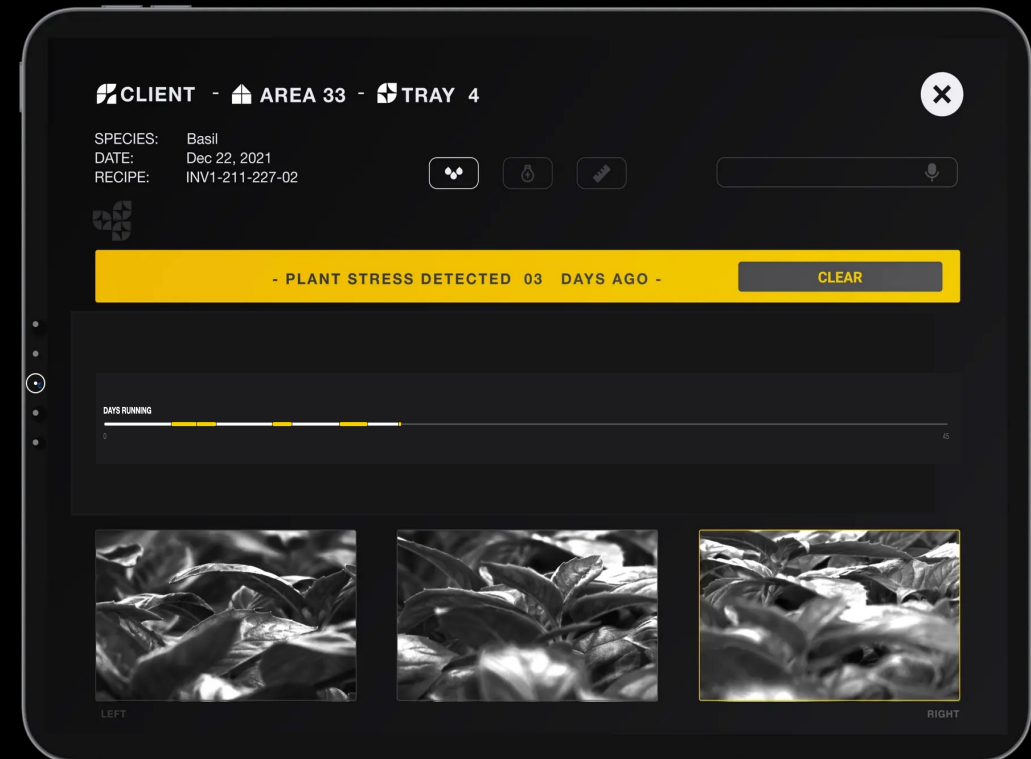 CLIENT - AREA 33 - TRAY 4
SPECIES: Basil
DATE: Dec 22, 2021
RECIPE: INV1-211-227-02
- PLANT STRESS DETECTED 03 DAYS AGO -
CLEAR
DAYS RUNNING
0
45
LEFT
RIGHT